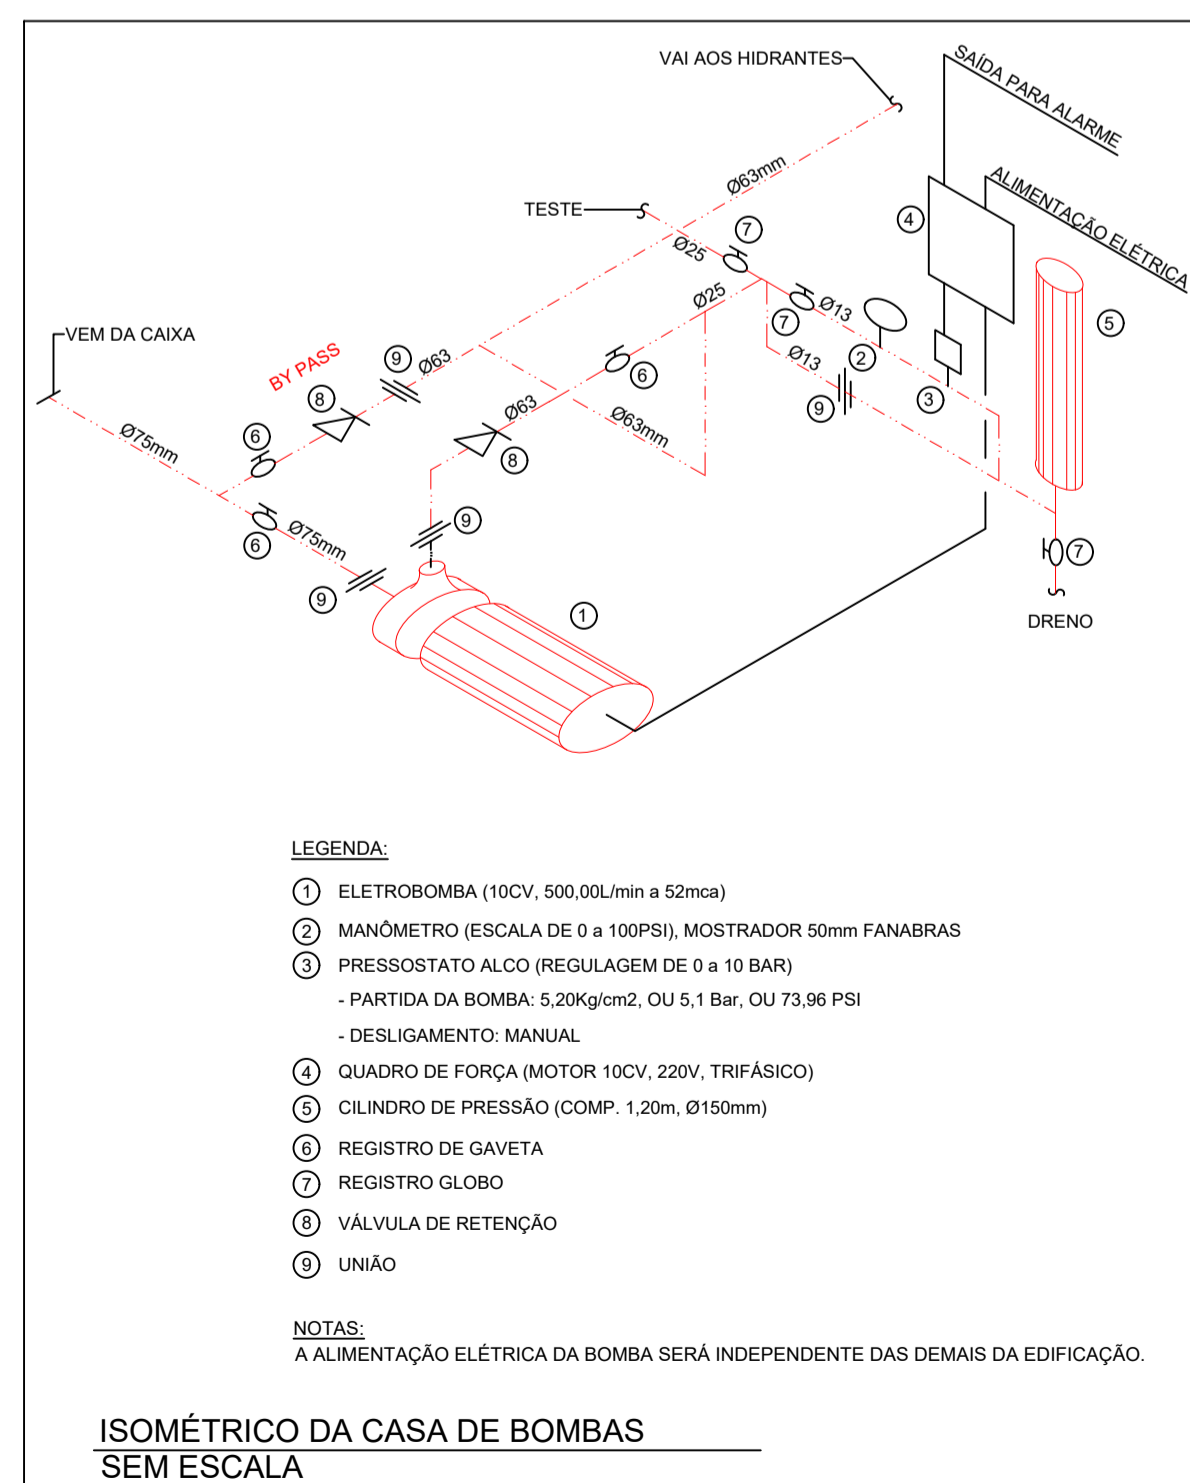 VAI AOS HIDRANTES
SAÍDA PARA ALARME
Ø63mm
ALIMENTAÇÃO ELÉTRICA
4
TESTE
7
Ø25
Ø25
7
Ø13
2
5
VEM DA CAIXA
BY PASS
9
Ø63
6
Ø13
3
8
Ø63
Ø63mm
9
Ø75mm
6
8
6
Ø75mm
9
7
9
1
DRENO
LEGENDA:
1 ELETROBOMBA (10CV, 500,00L/min a 52mca)
2 MANÔMETRO (ESCALA DE 0 a 100PSI), MOSTRADOR 50mm FANABRAS
3 PRESSOSTATO ALCO (REGULAGEM DE 0 a 10 BAR)
- PARTIDA DA BOMBA: 5,20Kg/cm2, OU 5,1 Bar, OU 73,96 PSI
- DESLIGAMENTO: MANUAL
4 QUADRO DE FORÇA (MOTOR 10CV, 220V, TRIFÁSICO)
5 CILINDRO DE PRESSÃO (COMP. 1,20m, Ø150mm)
6 REGISTRO DE GAVETA
7 REGISTRO GLOBO
8 VÁLVULA DE RETENÇÃO
9 UNIÃO
NOTAS:
A ALIMENTAÇÃO ELÉTRICA DA BOMBA SERÁ INDEPENDENTE DAS DEMAIS DA EDIFICAÇÃO.
ISOMÉTRICO DA CASA DE BOMBAS
SEM ESCALA